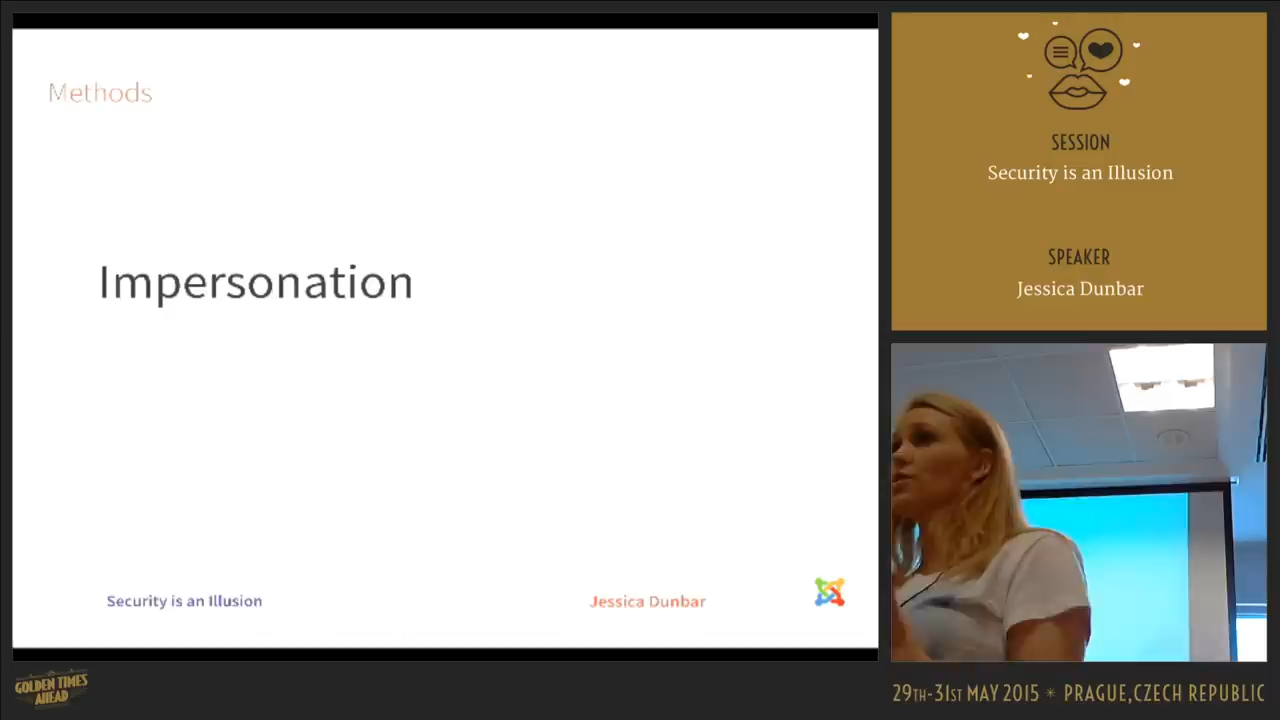 Methods
Impersonation
Security is an Illusion
Jessica Dunbar
SESSION
Security is an Illusion
SPEAKER
Jessica Dunbar
GOLDEN TIMES
AHEAD
29TH-31ST MAY 2015 * PRAGUE, CZECH REPUBLIC